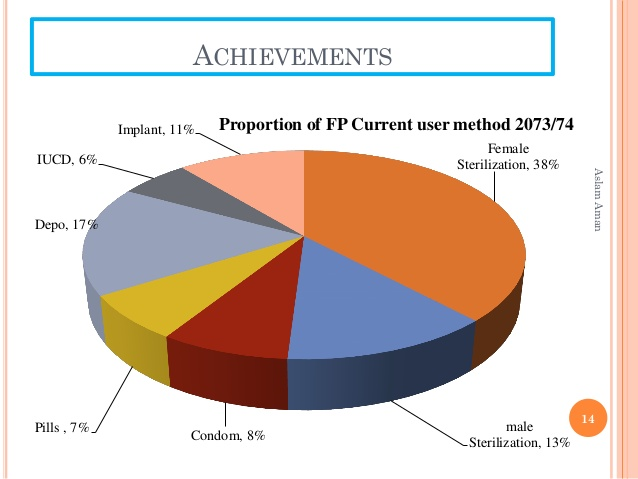 ACHIEVEMENTS
Proportion of FP Current user method 2073/74
Implant, 11%
Female
Sterilization, 38%
IUCD, 6%
Depo, 17%
Pills , 7%
Condom, 8%
male
Sterilization, 13%
Aslam Aman
14